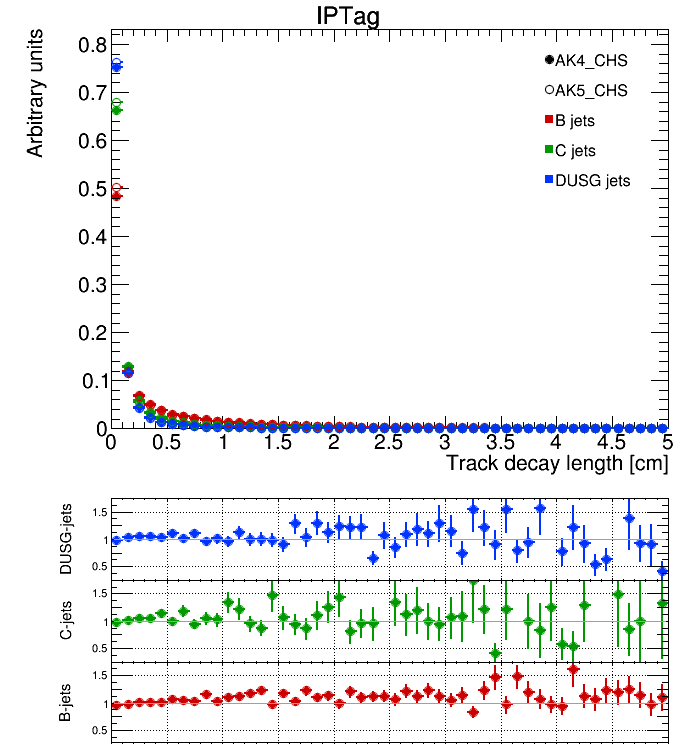 IPTag
Arbitrary units
0.8
0.7
0.6
0.5
0.4
0.3
0.2
0.1
0
AK4_CHS
AK5_CHS
B jets
C jets
DUSG jets
0 0.5 1 1.5 2 2.5 3 3.5 4 4.5 5
Track decay length [cm]
DUSG-jets
1.5
1
0.5
C-jets
1.5
1
0.5
B-jets
1.5
1
0.5